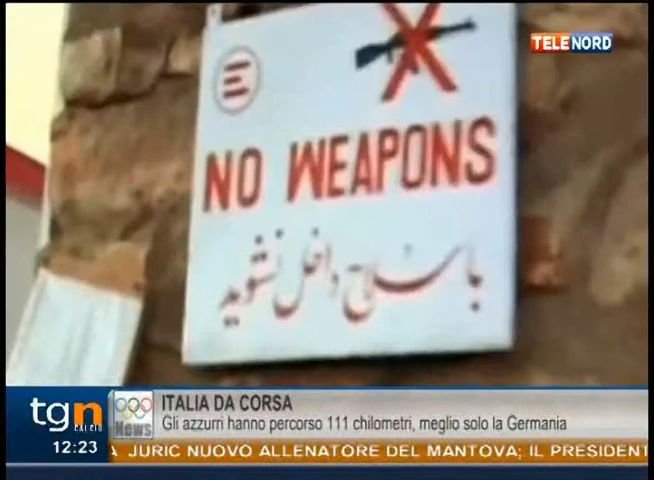 TELENORD
NO WEAPONS
با سلاح داخل نشوید
tgn
CALCIO
12:23
News
ITALIA DA CORSA
Gli azzurri hanno percorso 111 chilometri, meglio solo la Germania
A JURIC NUOVO ALLENATORE DEL MANTOVA; IL PRESIDENT